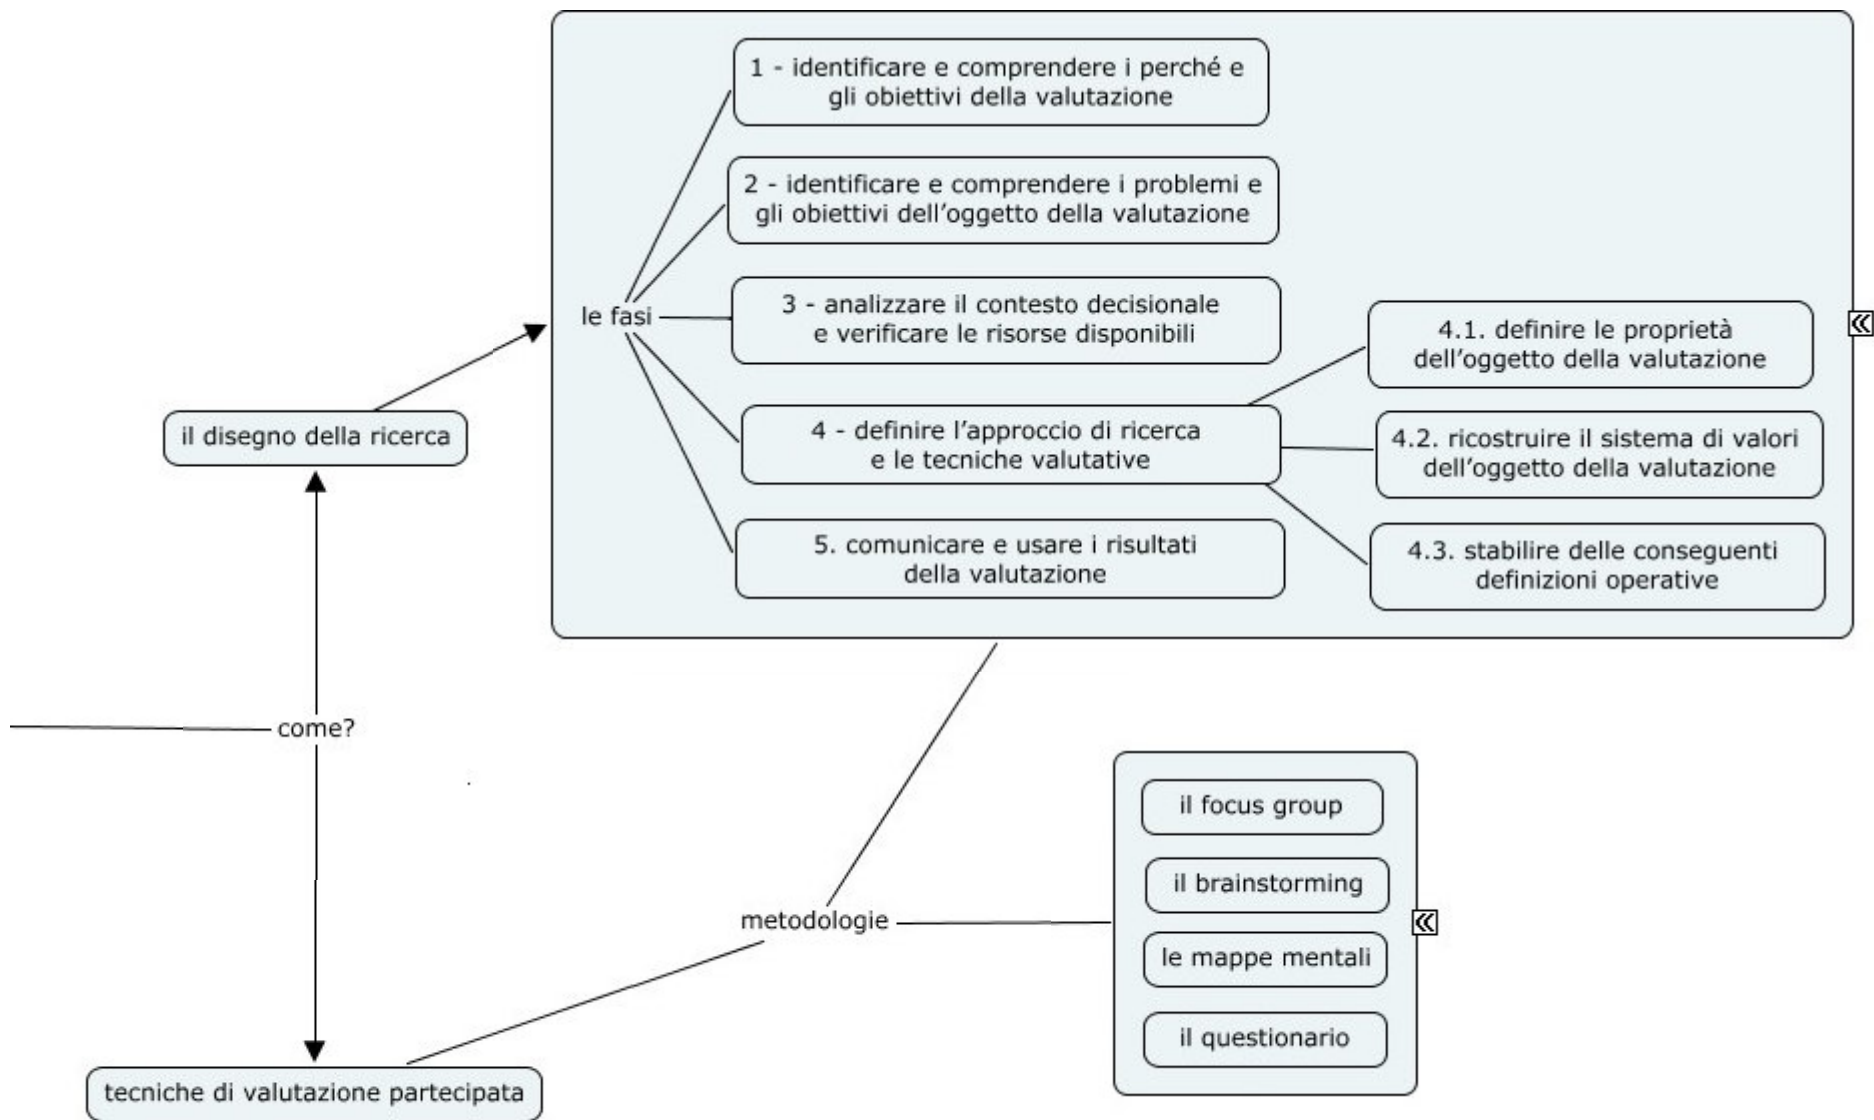 1 - identificare e comprendere i perché e
gli obiettivi della valutazione
2 - identificare e comprendere i problemi e
gli obiettivi dell'oggetto della valutazione
le fasi
3 - analizzare il contesto decisionale
e verificare le risorse disponibili
4.1. definire le proprietà
dell'oggetto della valutazione
il disegno della ricerca
4 - definire l'approccio di ricerca
e le tecniche valutative
4.2. ricostruire il sistema di valori
dell'oggetto della valutazione
5. comunicare e usare i risultati
della valutazione
4.3. stabilire delle conseguenti
definizioni operative
come?
il focus group
il brainstorming
metodologie
le mappe mentali
il questionario
tecniche di valutazione partecipata